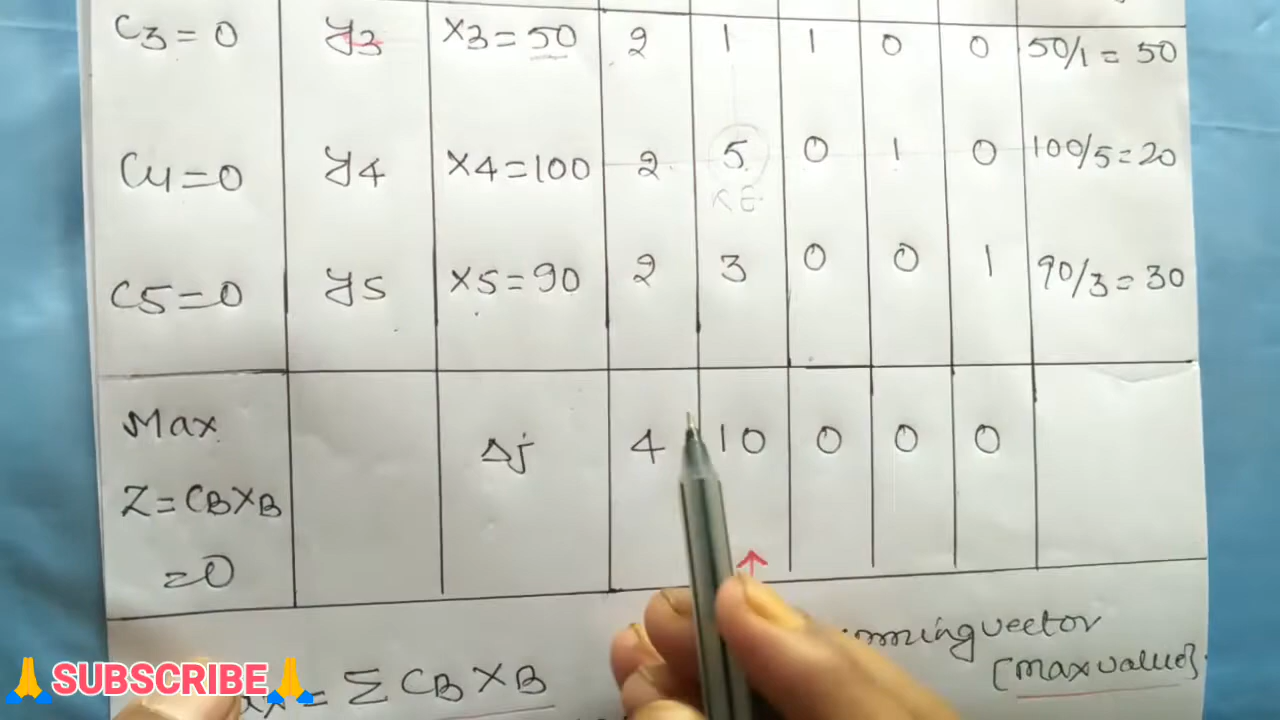 C3=0 y3 X3=50 2 1 1 0 0 50/1=50
C4=0 y4 X4=100 2 5 0 1 0 100/5=20
KE
C5=0 y5 X5=90 2 3 0 0 1 90/3=30
Max Δj 4 10 0 0 0
Z=CBXB
=0
↑
vector
(max value).
= Σ CB XB
🙏SUBSCRIBE🙏